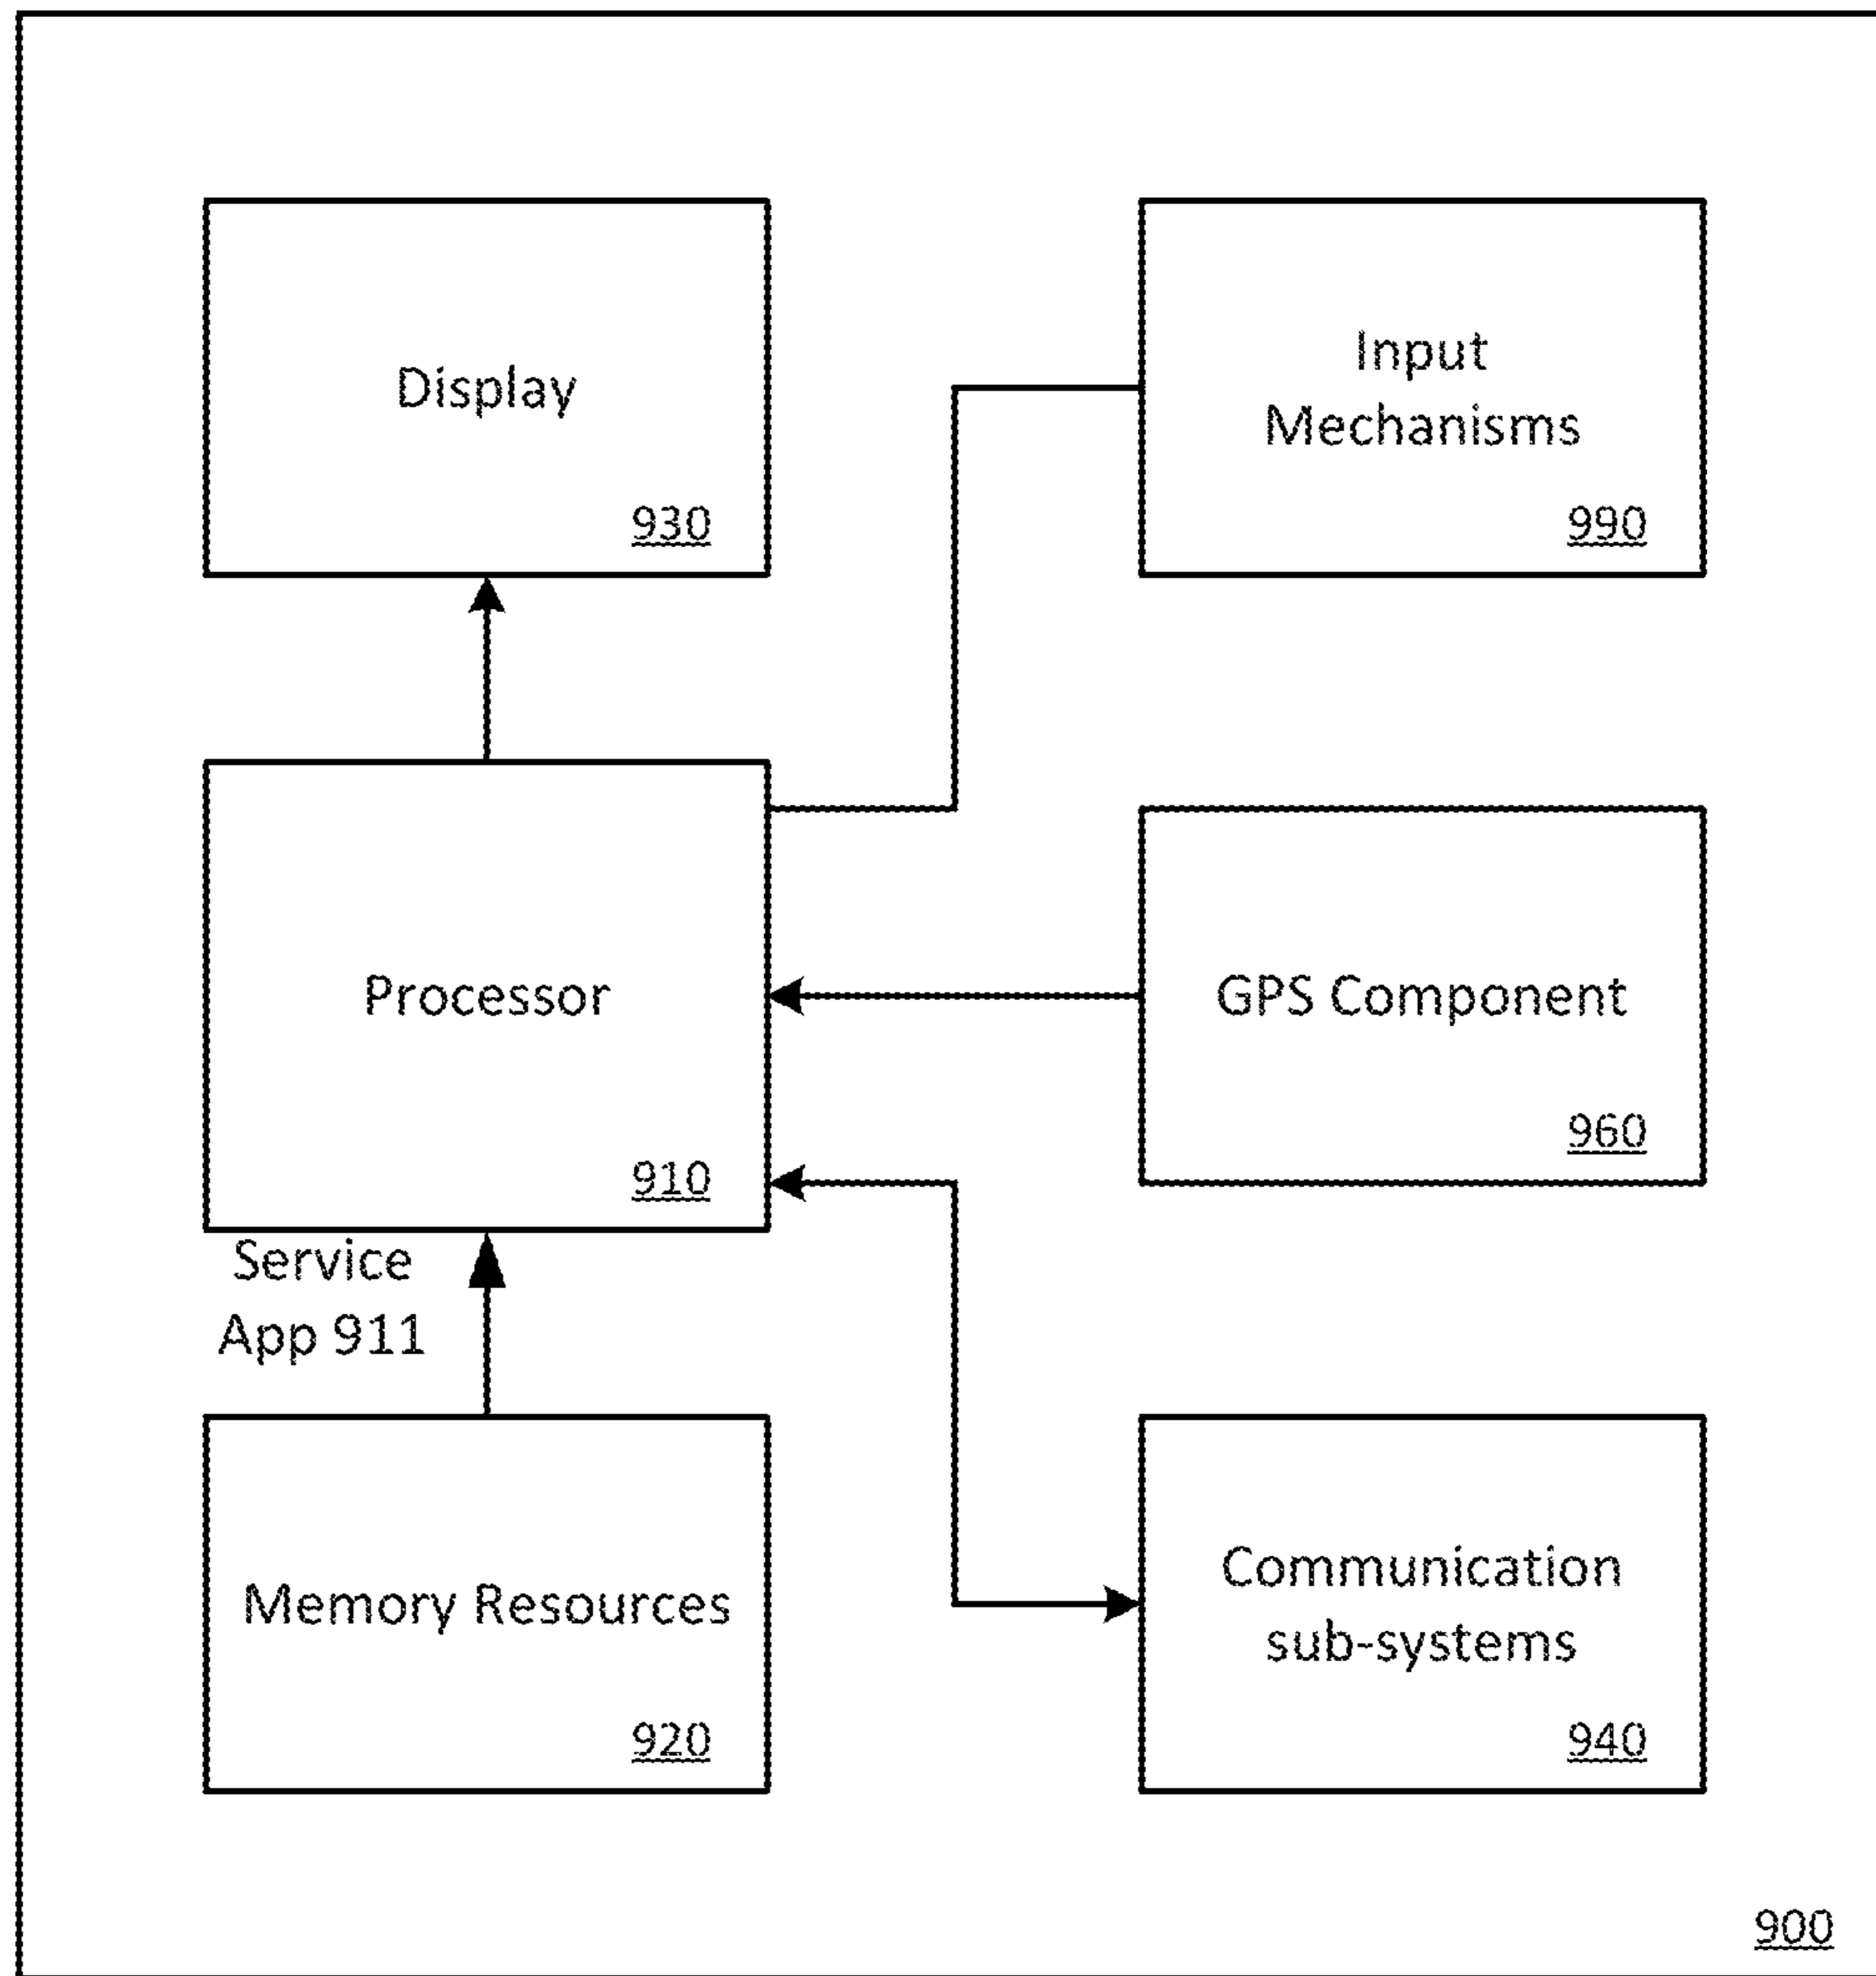 Display
930
Input
Mechanisms
990
Processor
910
GPS Component
960
Service
App 911
Memory Resources
920
Communication
sub-systems
940
900